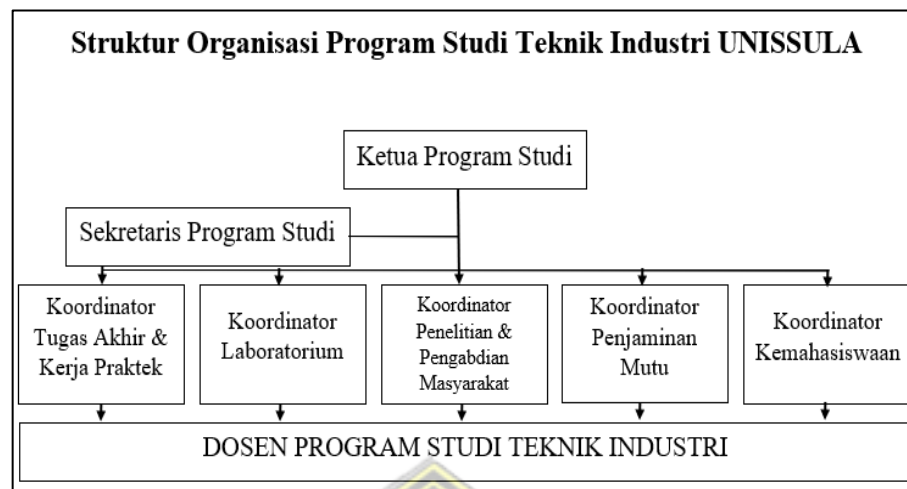 Struktur Organisasi Program Studi Teknik Industri UNISSULA
Ketua Program Studi
Sekretaris Program Studi
Koordinator
Tugas Akhir &
Kerja Praktek
Koordinator
Laboratorium
Koordinator
Penelitian &
Pengabdian
Masyarakat
Koordinator
Penjaminan
Mutu
Koordinator
Kemahasiswaan
DOSEN PROGRAM STUDI TEKNIK INDUSTRI